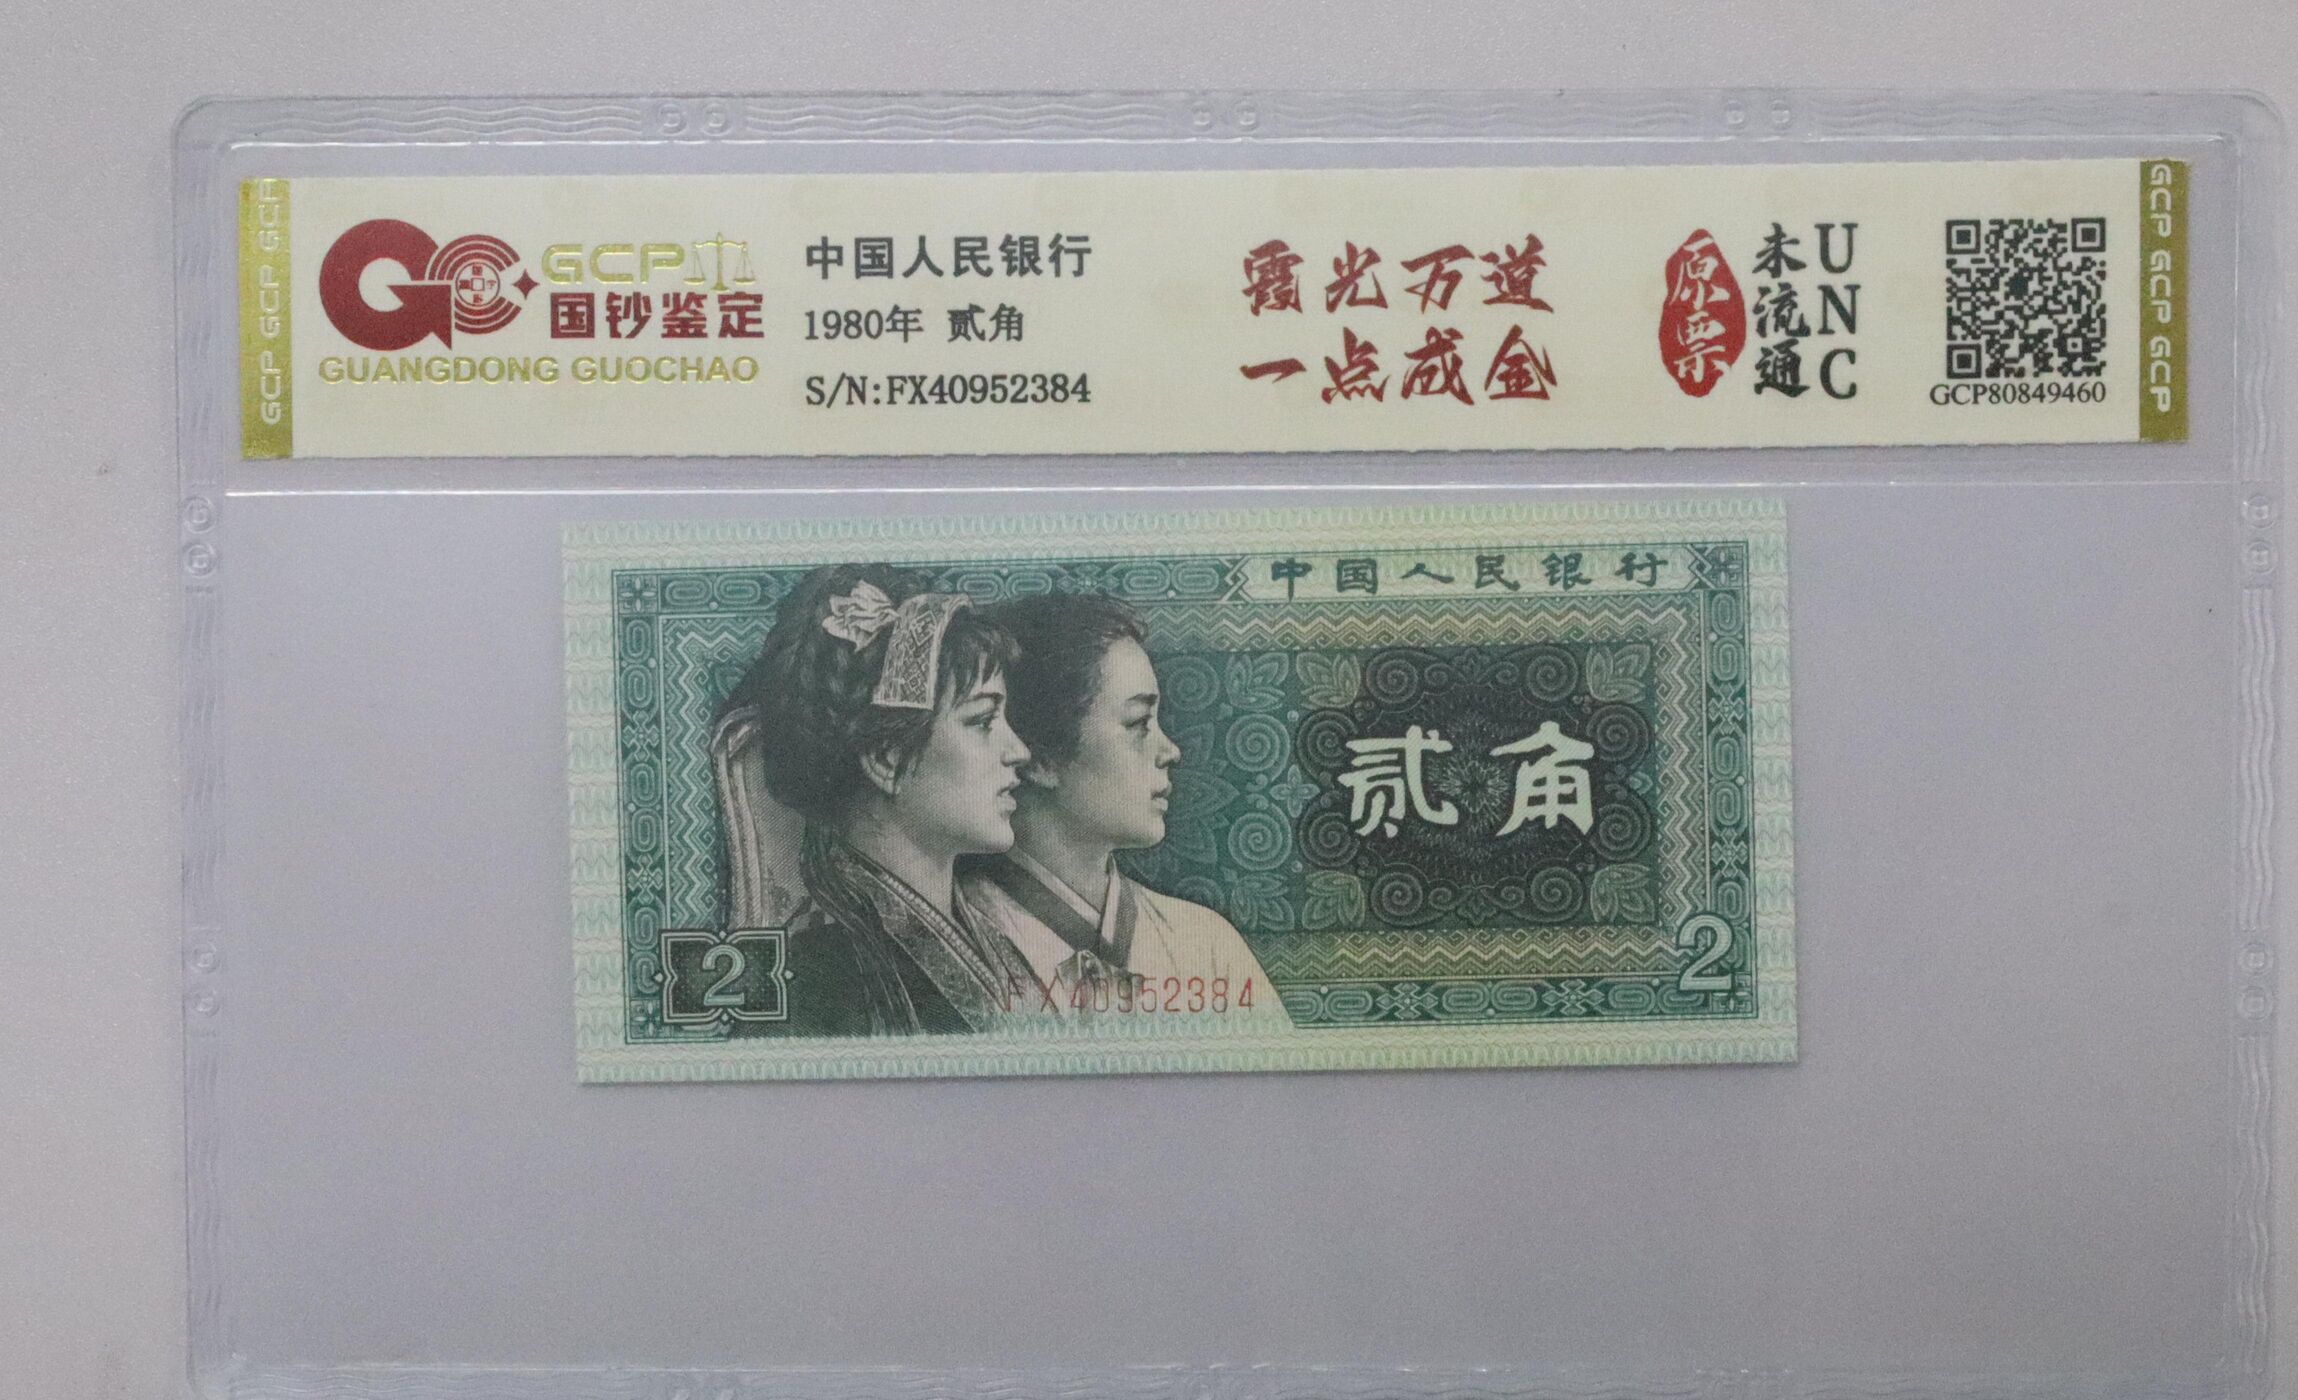 GCP GCP GCP
GCP
国钞鉴定
GUANGDONG GUOCHAO
中国人民银行
1980年 贰角
S/N:FX40952384
霞光万道
一点成金
原票
未流通
UNC
GCP80849460
GCP GCP GCP
中国人民银行
贰角
2
2
FX40952384